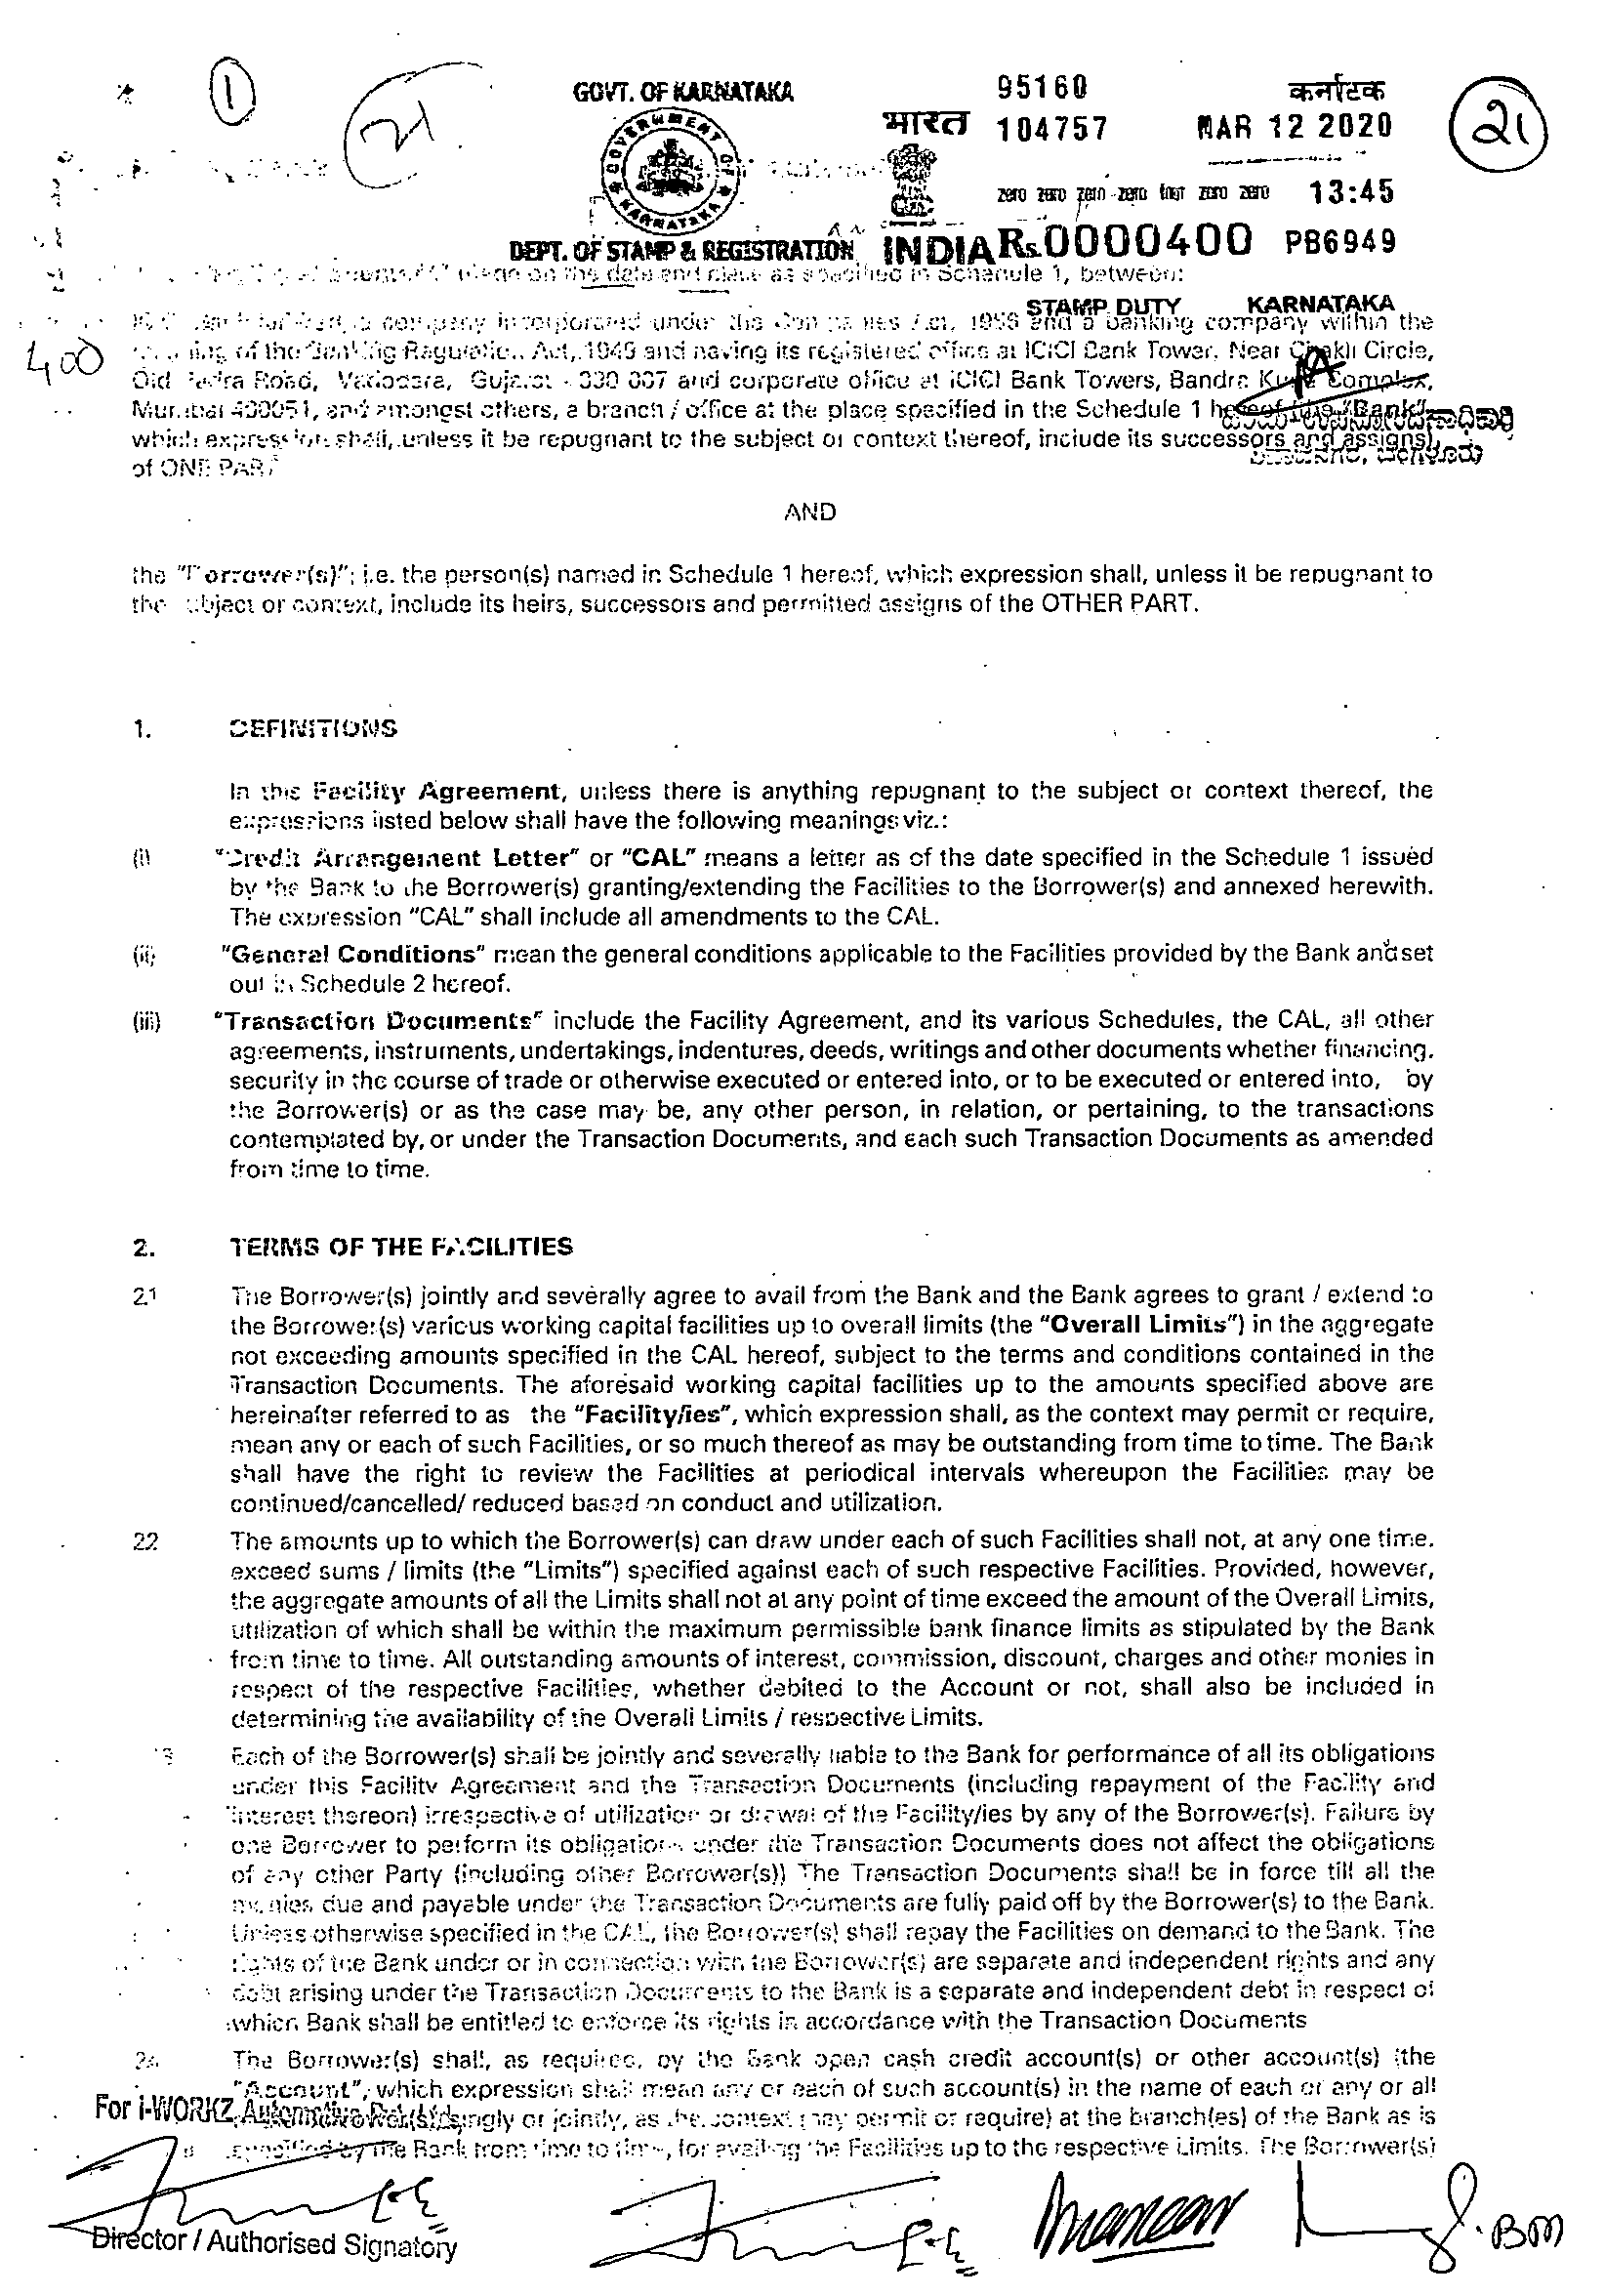 1
21
GOVT. OF KARNATAKA
GOVERNMENT OF KARNATAKA
DEPT. OF STAMP & REGISTRATION
भारत
INDIA
95160
104757
कर्नाटक
MAR 12 2020
zero zero zero zero four zero zero 13:45
Rs.0000400 PB6949
STAMP DUTY KARNATAKA
21
400
on the date and place as specified in Schedule 1, between:
a company incorporated under the Companies Act, 1956 and a banking company within the
of the Banking Regulation Act, 1949 and having its registered office at ICICI Bank Tower, Near Chakli Circle,
Old Padra Road, Vadodara, Gujarat - 390 007 and corporate office at ICICI Bank Towers, Bandra Kurla Complex,
Mumbai 400051, and amongst others, a branch / office at the place specified in the Schedule 1 hereof (the "Bank",
which expression shall, unless it be repugnant to the subject or context thereof, include its successors and assigns),
of ONE PART
AND
the "Borrower(s)"; i.e. the person(s) named in Schedule 1 hereof, which expression shall, unless it be repugnant to
the subject or context, include its heirs, successors and permitted assigns of the OTHER PART.
1. DEFINITIONS
In this Facility Agreement, unless there is anything repugnant to the subject or context thereof, the
expressions listed below shall have the following meanings viz.:
(i) "Credit Arrangement Letter" or "CAL" means a letter as of the date specified in the Schedule 1 issued
by the Bank to the Borrower(s) granting/extending the Facilities to the Borrower(s) and annexed herewith.
The expression "CAL" shall include all amendments to the CAL.
(ii) "General Conditions" mean the general conditions applicable to the Facilities provided by the Bank and set
out in Schedule 2 hereof.
(iii) "Transaction Documents" include the Facility Agreement, and its various Schedules, the CAL, all other
agreements, instruments, undertakings, indentures, deeds, writings and other documents whether financing,
security in the course of trade or otherwise executed or entered into, or to be executed or entered into, by
the Borrower(s) or as the case may be, any other person, in relation, or pertaining, to the transactions
contemplated by, or under the Transaction Documents, and each such Transaction Documents as amended
from time to time.
2. TERMS OF THE FACILITIES
2.1 The Borrower(s) jointly and severally agree to avail from the Bank and the Bank agrees to grant / extend to
the Borrower(s) various working capital facilities up to overall limits (the "Overall Limits") in the aggregate
not exceeding amounts specified in the CAL hereof, subject to the terms and conditions contained in the
Transaction Documents. The aforesaid working capital facilities up to the amounts specified above are
hereinafter referred to as the "Facility/ies", which expression shall, as the context may permit or require,
mean any or each of such Facilities, or so much thereof as may be outstanding from time to time. The Bank
shall have the right to review the Facilities at periodical intervals whereupon the Facilities may be
continued/cancelled/ reduced based on conduct and utilization.
2.2 The amounts up to which the Borrower(s) can draw under each of such Facilities shall not, at any one time,
exceed sums / limits (the "Limits") specified against each of such respective Facilities. Provided, however,
the aggregate amounts of all the Limits shall not at any point of time exceed the amount of the Overall Limits,
utilization of which shall be within the maximum permissible bank finance limits as stipulated by the Bank
from time to time. All outstanding amounts of interest, commission, discount, charges and other monies in
respect of the respective Facilities, whether debited to the Account or not, shall also be included in
determining the availability of the Overall Limits / respective Limits.
Each of the Borrower(s) shall be jointly and severally liable to the Bank for performance of all its obligations
under this Facility Agreement and the Transaction Documents (including repayment of the Facility and
interest thereon) irrespective of utilization or drawal of the Facility/ies by any of the Borrower(s). Failure by
one Borrower to perform its obligations under the Transaction Documents does not affect the obligations
of any other Party (including other Borrower(s)) The Transaction Documents shall be in force till all the
monies due and payable under the Transaction Documents are fully paid off by the Borrower(s) to the Bank.
Unless otherwise specified in the CAL, the Borrower(s) shall repay the Facilities on demand to the Bank. The
rights of the Bank under or in connection with the Borrower(s) are separate and independent rights and any
debt arising under the Transaction Documents to the Bank is a separate and independent debt in respect of
which Bank shall be entitled to enforce its rights in accordance with the Transaction Documents
2.4 The Borrower(s) shall, as required, by the Bank open cash credit account(s) or other account(s) (the
"Account", which expression shall mean any or each of such account(s) in the name of each or any or all
singly or jointly, as the context may permit or require) at the branch(es) of the Bank as is
specified by the Bank from time to time, for availing the Facilities up to the respective Limits. The Borrower(s)
For i-WORKZ Automotive
Director / Authorised Signatory
BM